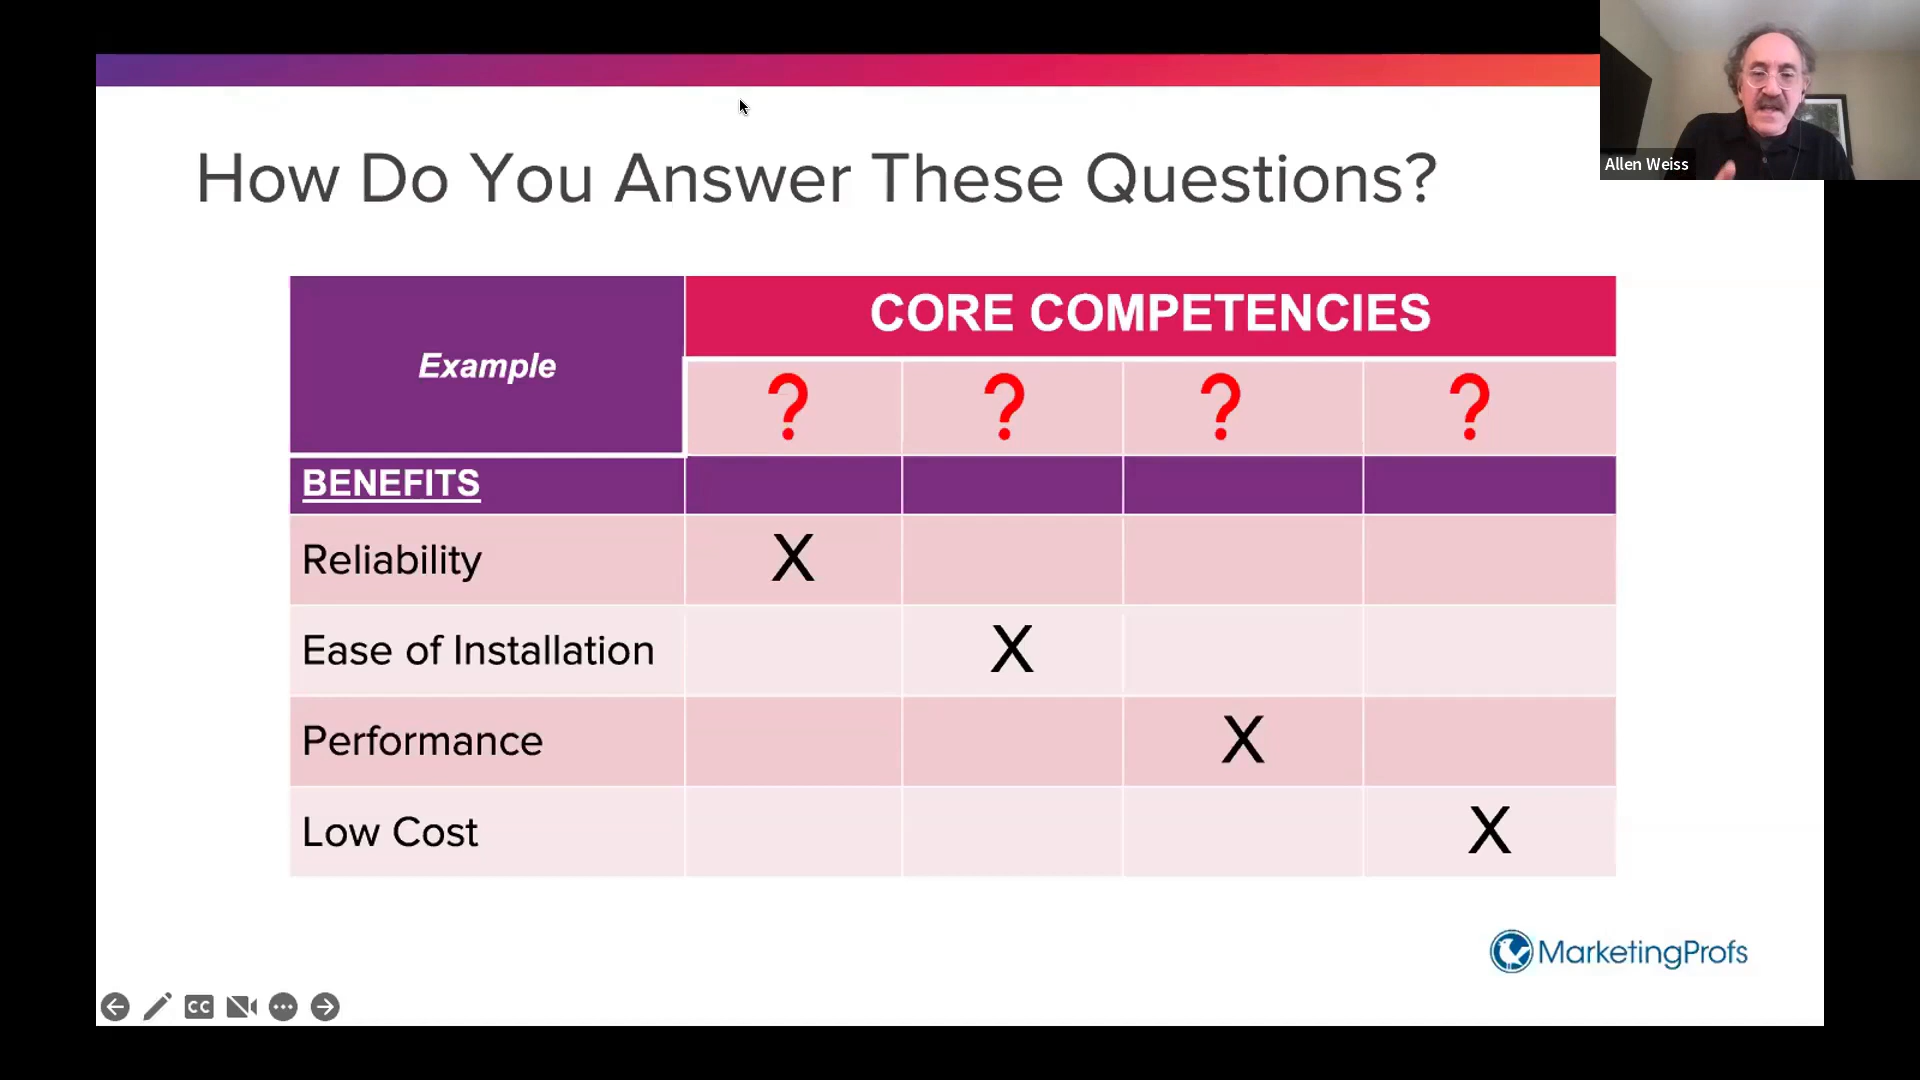 Allen Weiss
How Do You Answer These Questions?
Example
CORE COMPETENCIES
? ? ? ?
BENEFITS
Reliability X
Ease of Installation X
Performance X
Low Cost X
MarketingProfs
CC